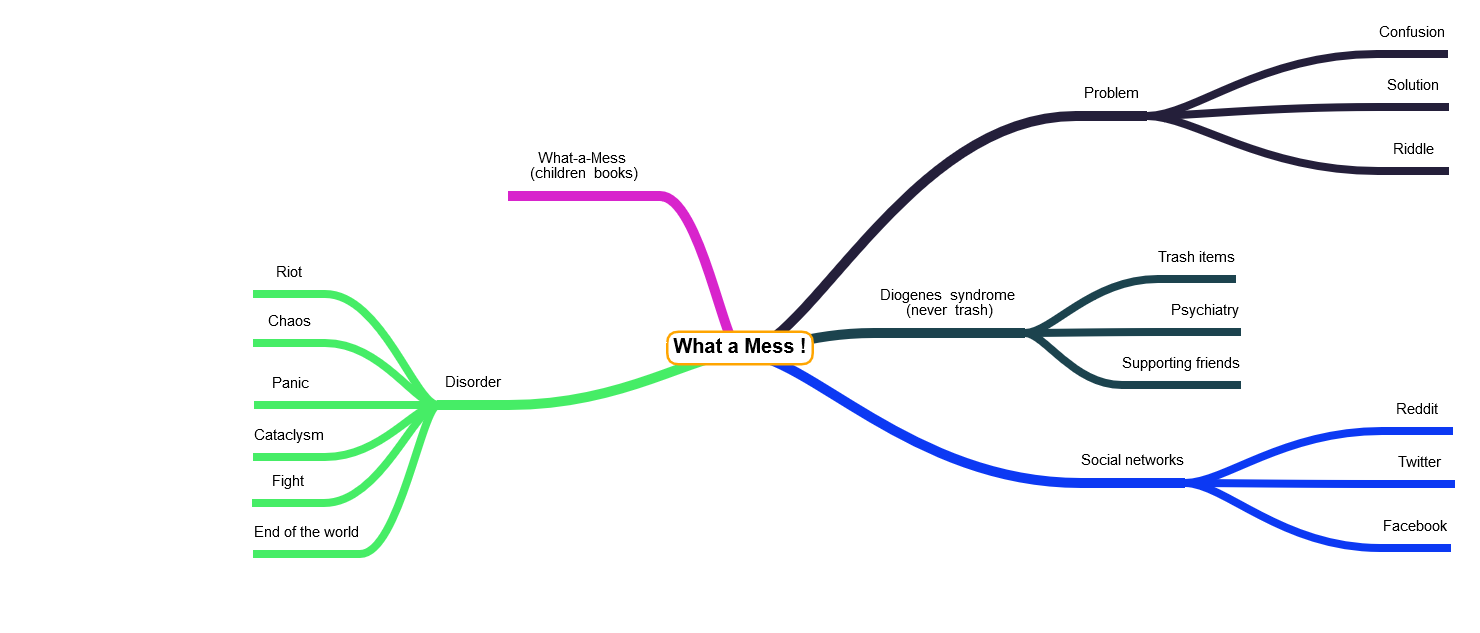 What a Mess !
Problem
Confusion
Solution
Riddle
Diogenes syndrome
(never trash)
Trash items
Psychiatry
Supporting friends
Social networks
Reddit
Twitter
Facebook
What-a-Mess
(children books)
Disorder
Riot
Chaos
Panic
Cataclysm
Fight
End of the world